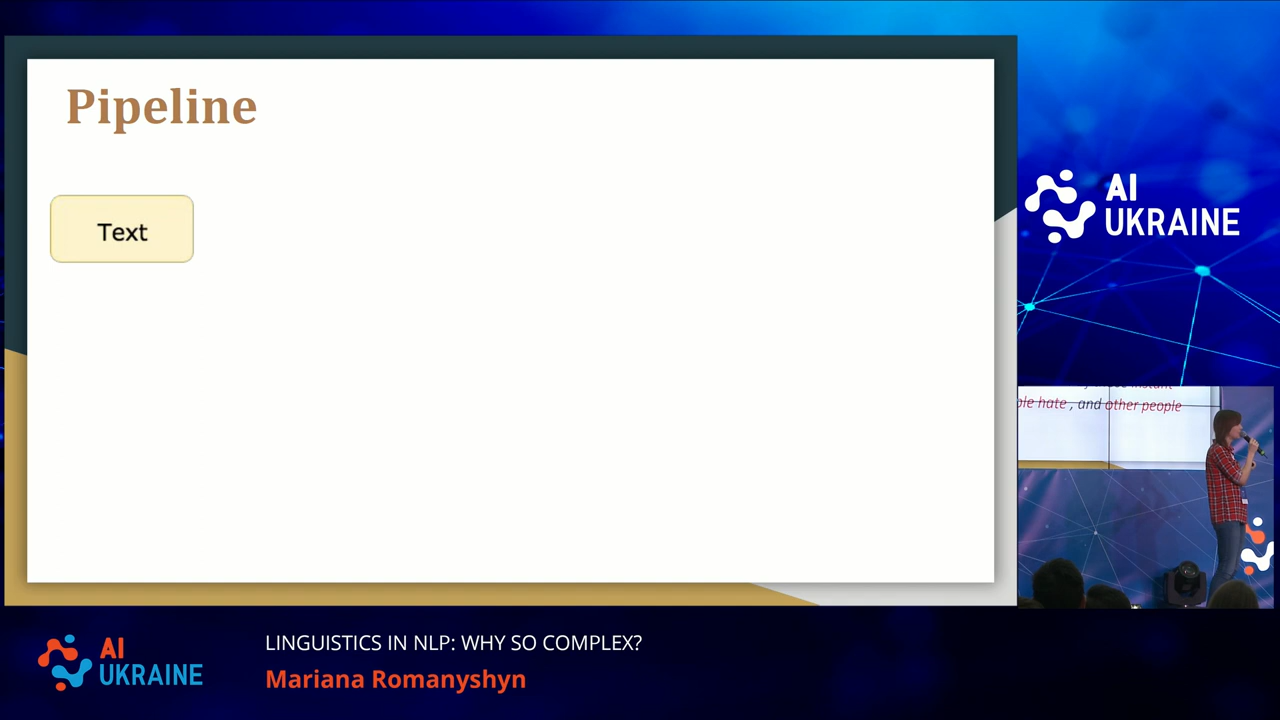 Pipeline
Text
AI
UKRAINE
ple hate , and other people
AI
UKRAINE
LINGUISTICS IN NLP: WHY SO COMPLEX?
Mariana Romanyshyn